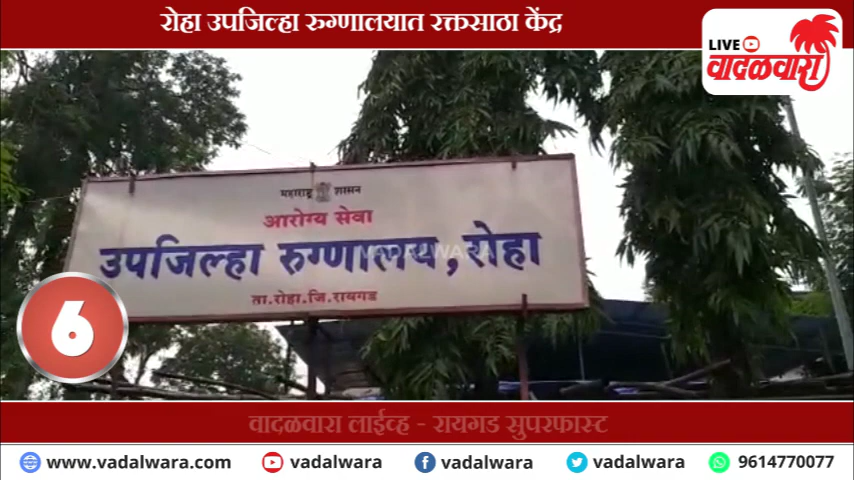 रोहा उपजिल्हा रुग्णालयात रक्तसाठा केंद्र
LIVE
वादळवारा
महाराष्ट्र शासन
आरोग्य सेवा
उपजिल्हा रुग्णालय, रोहा
VADALWARA
ता.रोहा.जि.रायगड
6
वादळवारा लाईव्ह - रायगड सुपरफास्ट
www.vadalwara.com vadalwara vadalwara vadalwara 9614770077